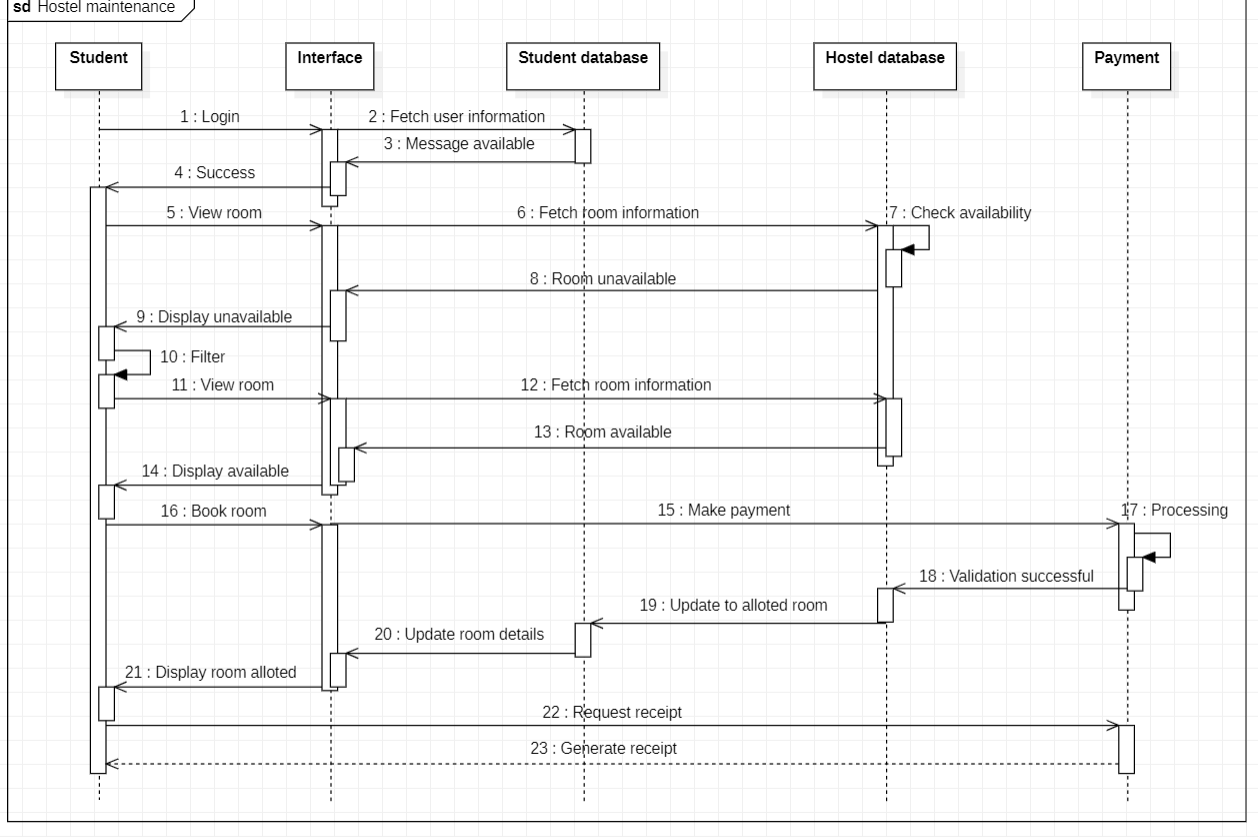 sd Hostel maintenance
Student
Interface
Student database
Hostel database
Payment
1 : Login
2 : Fetch user information
3 : Message available
4 : Success
5 : View room
6 : Fetch room information
7 : Check availability
8 : Room unavailable
9 : Display unavailable
10 : Filter
11 : View room
12 : Fetch room information
13 : Room available
14 : Display available
16 : Book room
15 : Make payment
17 : Processing
18 : Validation successful
19 : Update to alloted room
20 : Update room details
21 : Display room alloted
22 : Request receipt
23 : Generate receipt